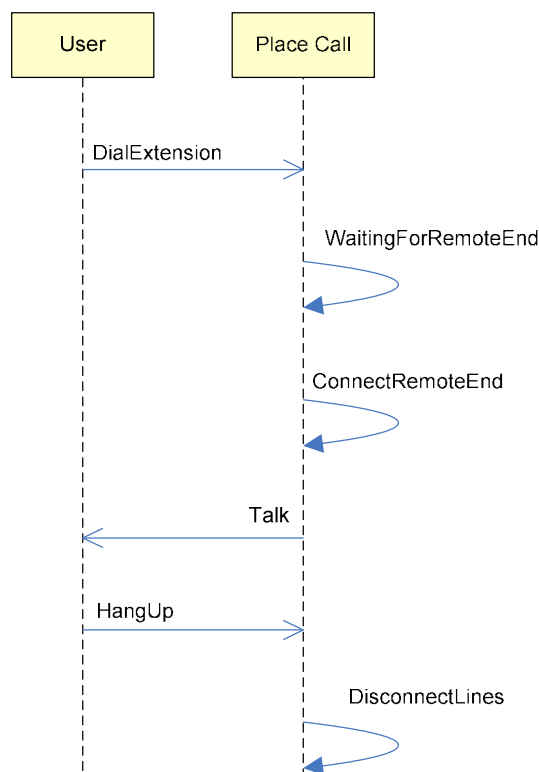 User
Place Call
DialExtension
WaitingForRemoteEnd
ConnectRemoteEnd
Talk
HangUp
DisconnectLines